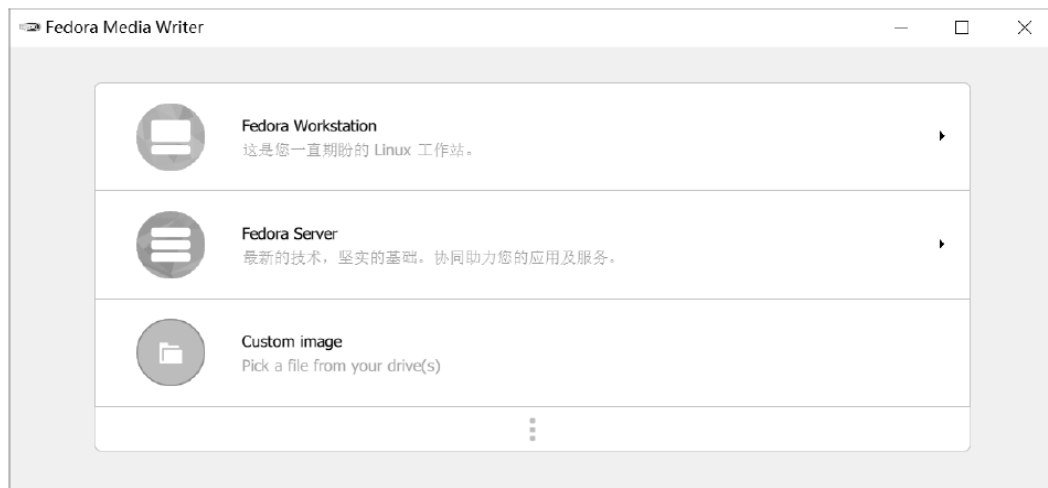 Fedora Media Writer
Fedora Workstation
这是您一直期盼的 Linux 工作站。
Fedora Server
最新的技术，坚实的基础。协同助力您的应用及服务。
Custom image
Pick a file from your drive(s)